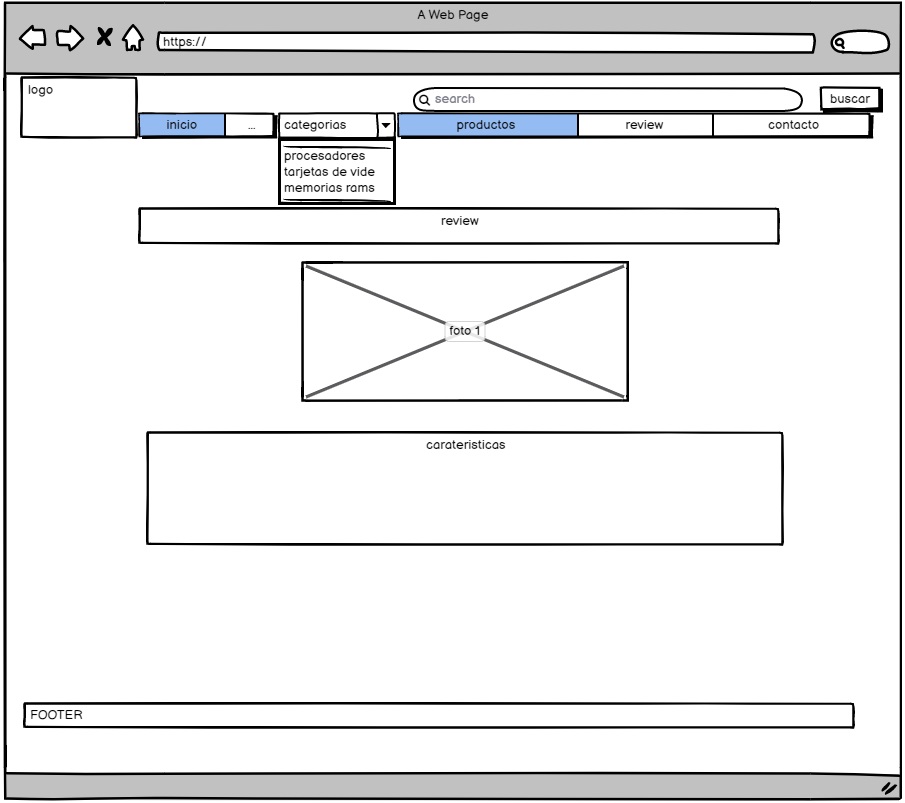 A Web Page
https://
logo
search
buscar
inicio
...
categorias
productos
review
contacto
procesadores
tarjetas de vide
memorias rams
review
foto 1
carateristicas
FOOTER